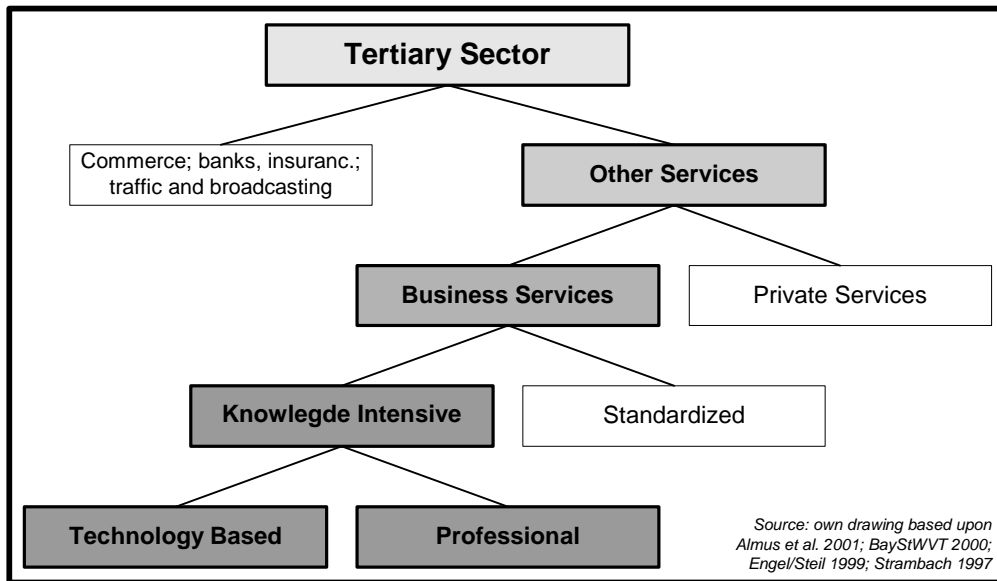 Tertiary Sector
Commerce; banks, insuranc.;
traffic and broadcasting
Other Services
Business Services
Private Services
Knowlegde Intensive
Standardized
Technology Based
Professional
Source: own drawing based upon
Almus et al. 2001; BayStWVT 2000;
Engel/Steil 1999; Strambach 1997